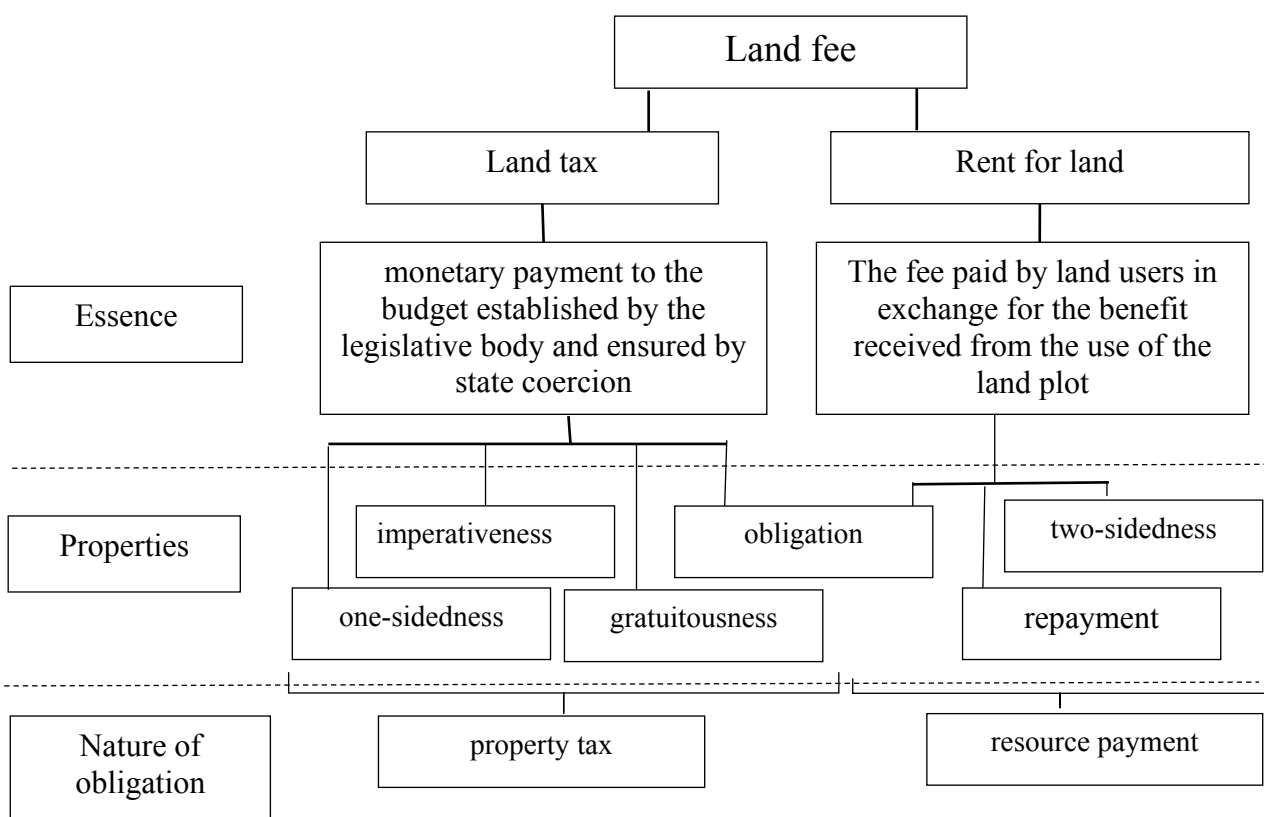 Land fee
Land tax
Rent for land
Essence
monetary payment to the
budget established by the
legislative body and ensured by
state coercion
The fee paid by land users in
exchange for the benefit
received from the use of the
land plot
Properties
imperativeness
obligation
two-sidedness
one-sidedness
gratuitousness
repayment
Nature of
obligation
property tax
resource payment